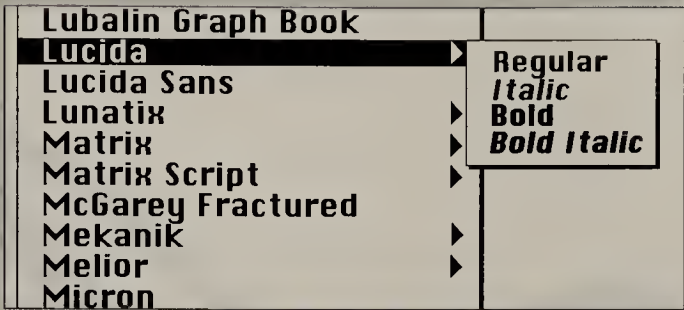 Lubalin Graph Book
Lucida
Lucida Sans
Lunatix
Matrix
Matrix Script
McGarey Fractured
Mekanik
Melior
Micron
Regular
Italic
Bold
Bold Italic